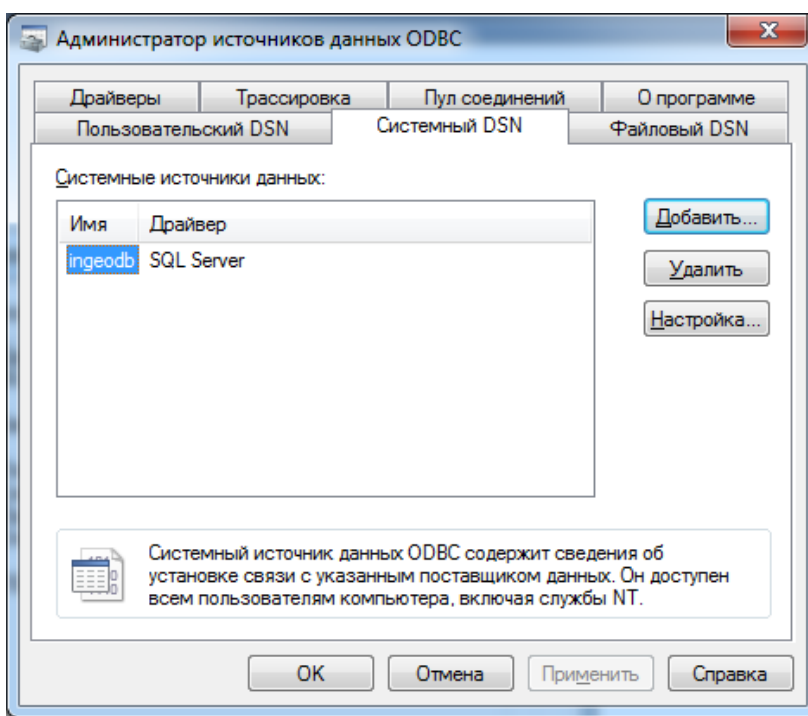 Администратор источников данных ODBC
Драйверы Трассировка Пул соединений О программе
Пользовательский DSN Системный DSN Файловый DSN
Системные источники данных:
Имя Драйвер
ingeodb SQL Server
Добавить...
Удалить
Настройка...
Системный источник данных ODBC содержит сведения об
установке связи с указанным поставщиком данных. Он доступен
всем пользователям компьютера, включая службы NT.
OK Отмена Применить Справка